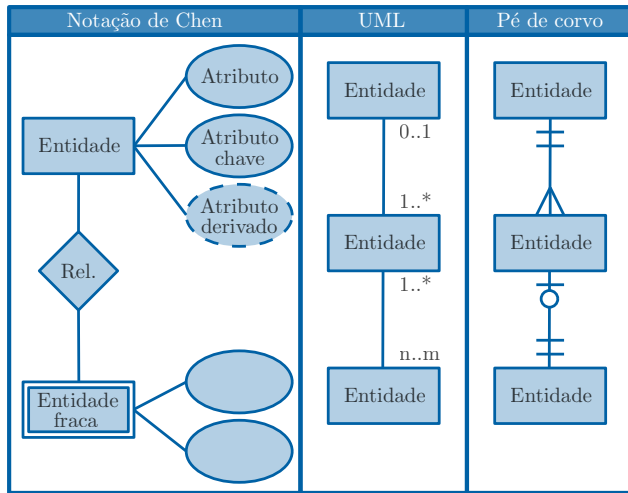 Notação de Chen
UML
Pé de corvo
Atributo
Entidade
Atributo
chave
Atributo
derivado
Rel.
Entidade
fraca
Entidade
0..1
1..*
Entidade
1..*
n..m
Entidade
Entidade
Entidade
Entidade